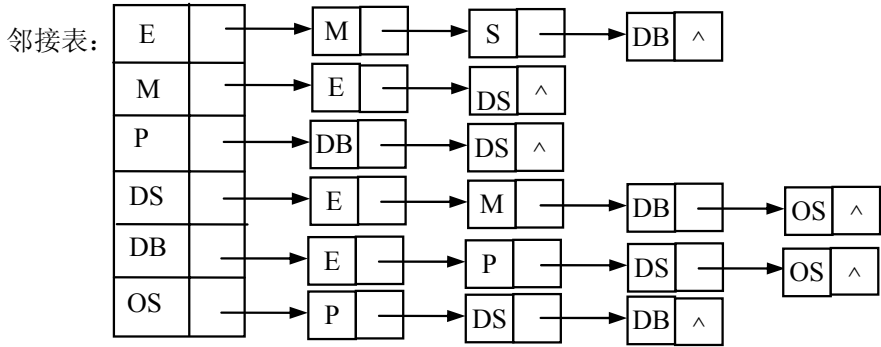 邻接表: E M S DB ^
M E DS ^
P DB DS ^
DS E M DB OS ^
DB E P DS OS ^
OS P DS DB ^